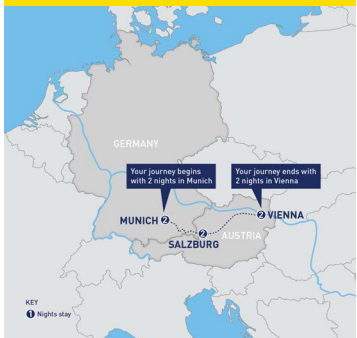 GERMANY
Your journey begins
with 2 nights in Munich
Your journey ends with
2 nights in Vienna
MUNICH 2
2 VIENNA
2
SALZBURG
AUSTRIA
KEY
1 Nights stay